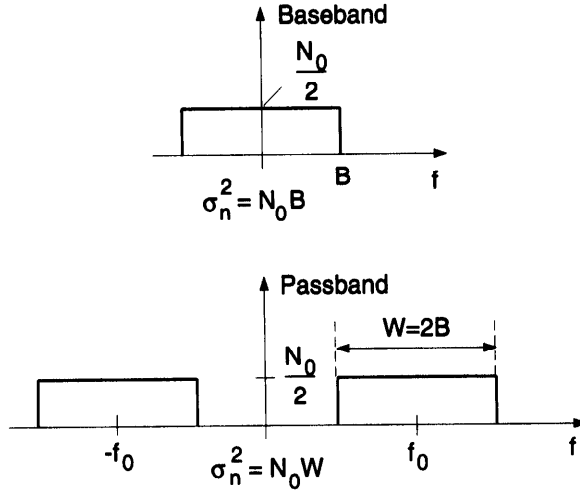 Baseband
N₀/2
B
f
σₙ² = N₀B
Passband
W=2B
N₀/2
-f₀
f₀
f
σₙ² = N₀W